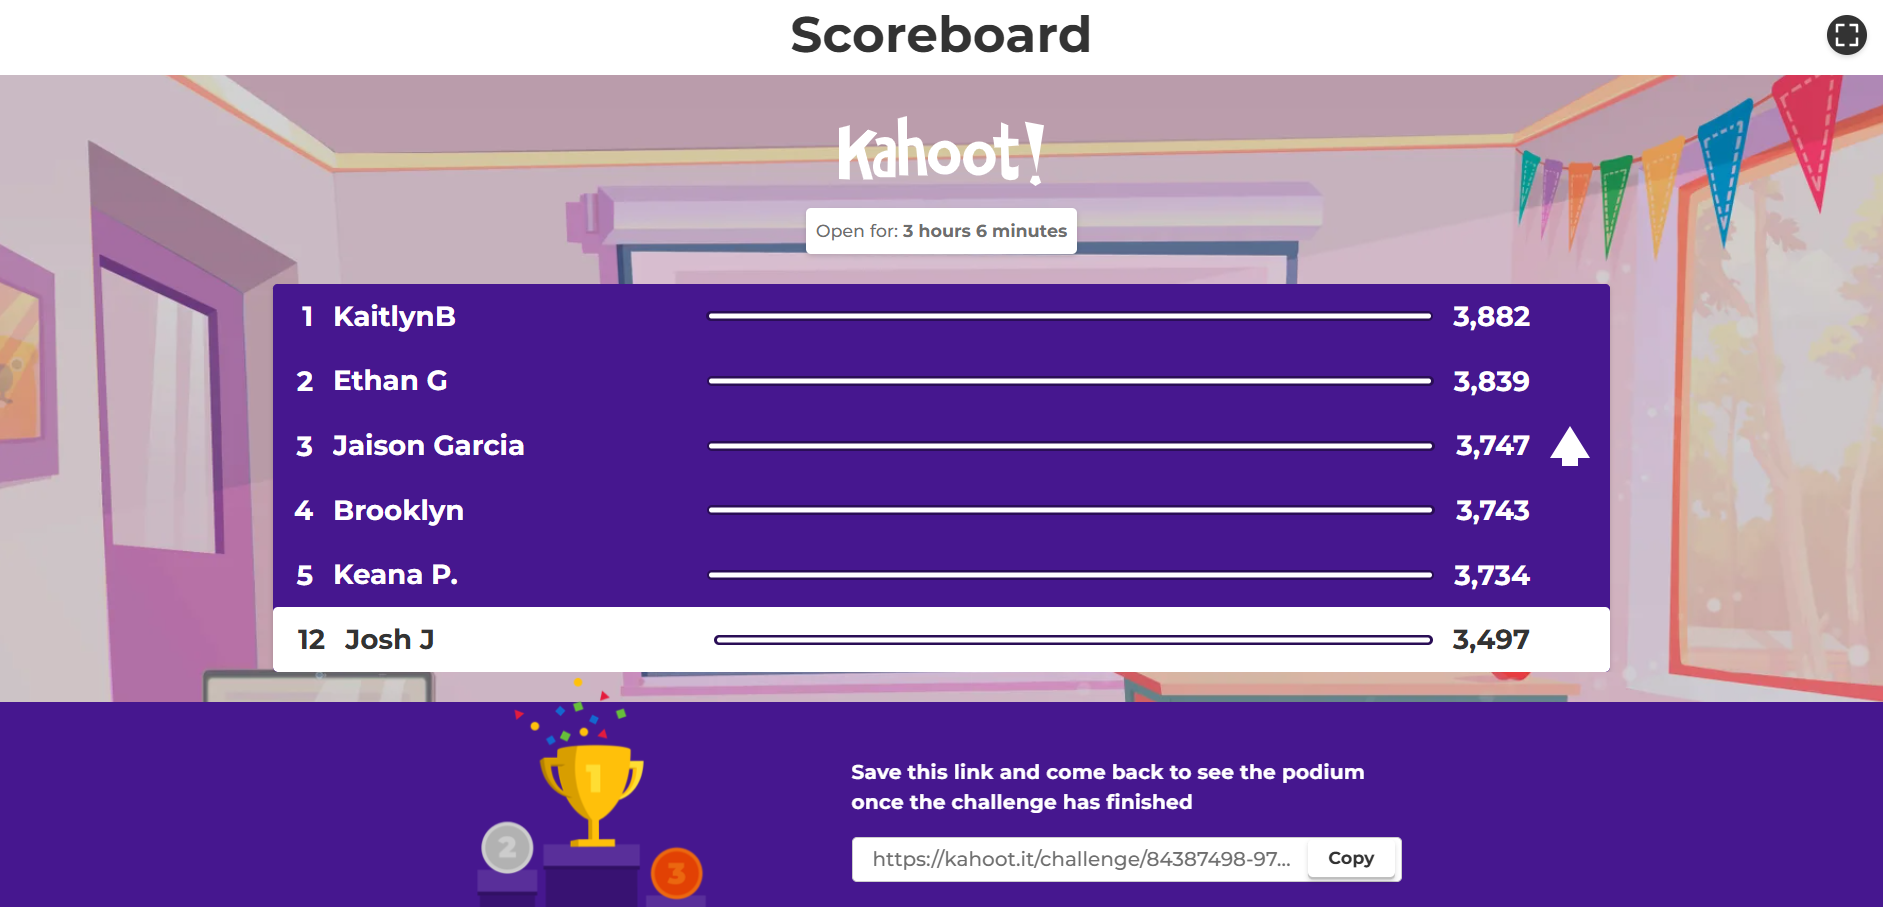 Scoreboard
Kahoot!
Open for: 3 hours 6 minutes
1 KaitlynB 3,882
2 Ethan G 3,839
3 Jaison Garcia 3,747
4 Brooklyn 3,743
5 Keana P. 3,734
12 Josh J 3,497
1
2
3
Save this link and come back to see the podium
once the challenge has finished
https://kahoot.it/challenge/84387498-97... Copy